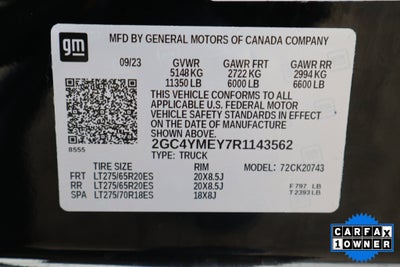 gm
MFD BY GENERAL MOTORS OF CANADA COMPANY
09/23 GVWR GAWR FRT GAWR RR
5148 KG 2722 KG 2994 KG
11350 LB 6000 LB 6600 LB
THIS VEHICLE CONFORMS TO ALL
APPLICABLE U.S. FEDERAL MOTOR
VEHICLE SAFETY STANDARDS IN EFFECT
ON THE DATE OF MANUFACTURE SHOWN
ABOVE.
2GC4YMEY7R1143562
8555
TYPE: TRUCK MODEL: 72CK20743
TIRE SIZE RIM
FRT LT275/65R20ES 20X8.5J
RR LT275/65R20ES 20X8.5J F 797 LB
SPA LT275/70R18ES 18X8J T 2393 LB
CARFAX
1 OWNER